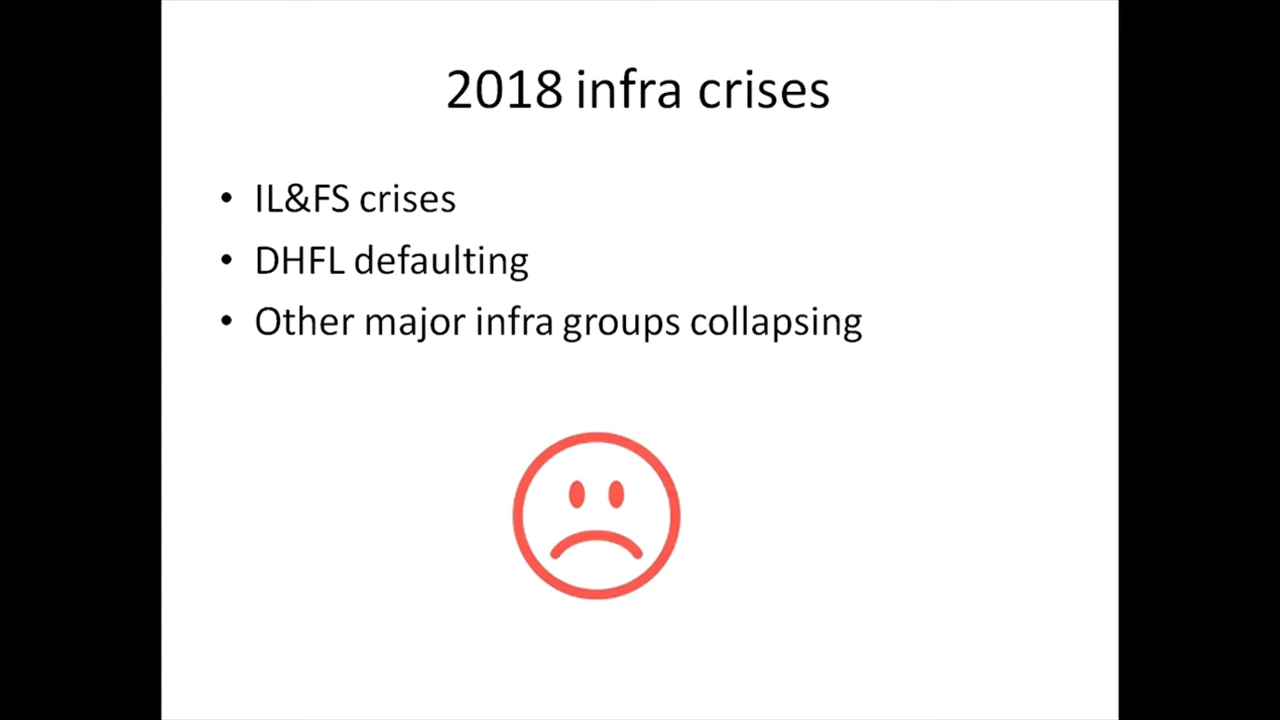 2018 infra crises
• IL&FS crises
• DHFL defaulting
• Other major infra groups collapsing